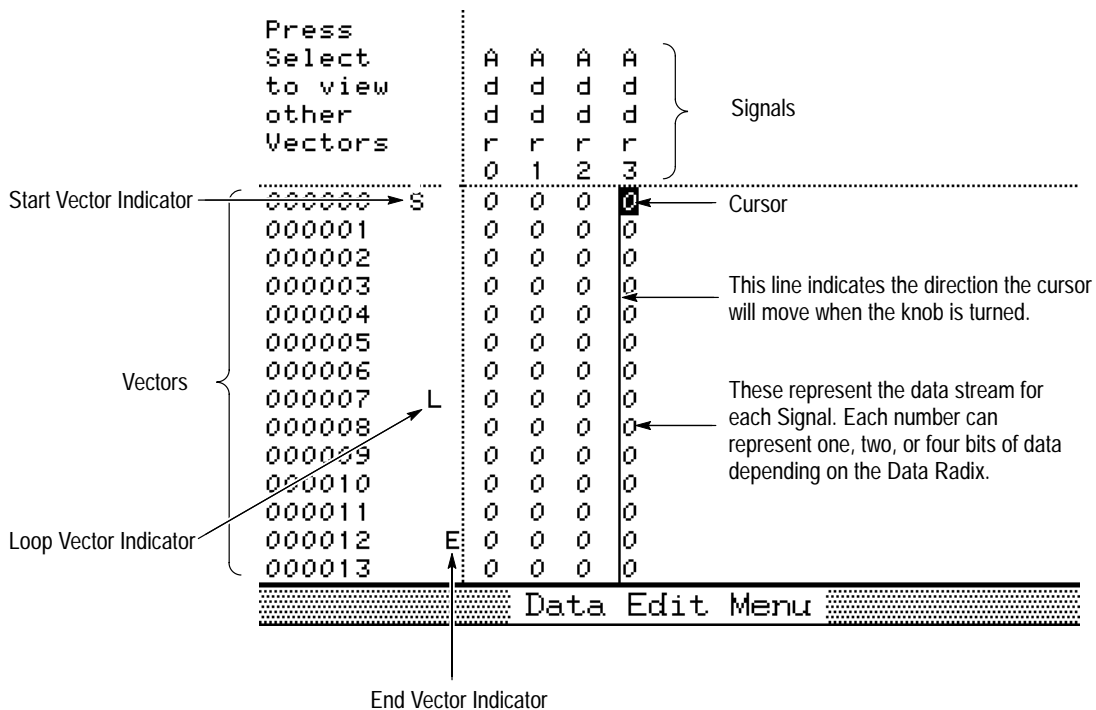 Press
Select
to view
other
Vectors
A A A A
d d d d
d d d d
r r r r
0 1 2 3
Signals
Start Vector Indicator
000000 S 0 0 0 0
Cursor
000001 0 0 0 0
000002 0 0 0 0
000003 0 0 0 0
000004 0 0 0 0
000005 0 0 0 0
000006 0 0 0 0
000007 L 0 0 0 0
000008 0 0 0 0
000009 0 0 0 0
000010 0 0 0 0
000011 0 0 0 0
000012 E 0 0 0 0
000013 0 0 0 0
This line indicates the direction the cursor
will move when the knob is turned.
Vectors
These represent the data stream for
each Signal. Each number can
represent one, two, or four bits of data
depending on the Data Radix.
Loop Vector Indicator
Data Edit Menu
End Vector Indicator